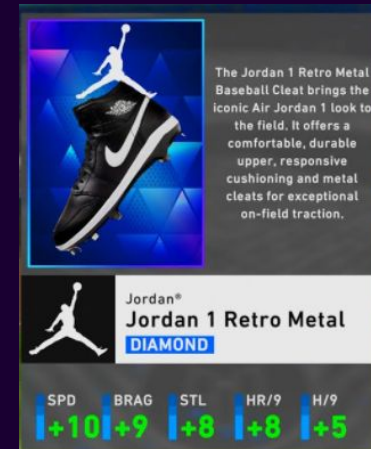 The Jordan 1 Retro Metal
Baseball Cleat brings the
iconic Air Jordan 1 look to
the field. It offers a
comfortable, durable
upper, responsive
cushioning and metal
cleats for exceptional
on-field traction.
Jordan®
Jordan 1 Retro Metal
DIAMOND
SPD BRAG STL HR/9 H/9
+10 +9 +8 +8 +5